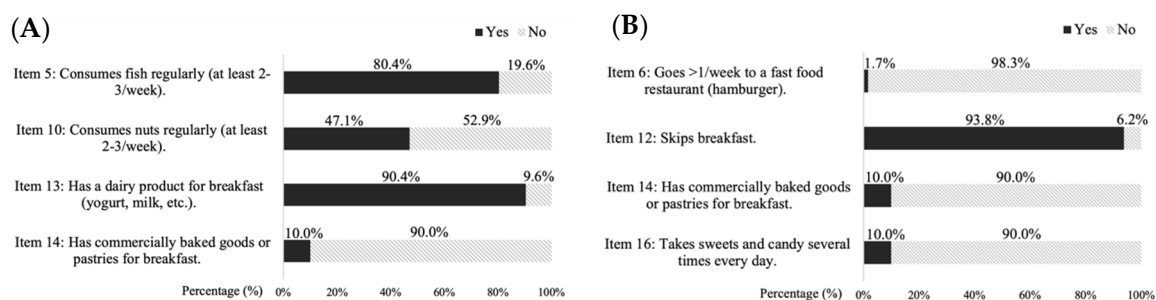 (A)
Yes No
Item 5: Consumes fish regularly (at least 2-
3/week).
80.4% 19.6%
Item 10: Consumes nuts regularly (at least
2-3/week).
47.1% 52.9%
Item 13: Has a dairy product for breakfast
(yogurt, milk, etc.).
90.4% 9.6%
Item 14: Has commercially baked goods or
pastries for breakfast.
10.0% 90.0%
Percentage (%) 0% 20% 40% 60% 80% 100%
(B)
Yes No
Item 6: Goes >1/week to a fast food
restaurant (hamburger).
1.7% 98.3%
Item 12: Skips breakfast.
93.8% 6.2%
Item 14: Has commercially baked goods
or pastries for breakfast.
10.0% 90.0%
Item 16: Takes sweets and candy several
times every day.
10.0% 90.0%
Percentage (%) 0% 20% 40% 60% 80% 100%